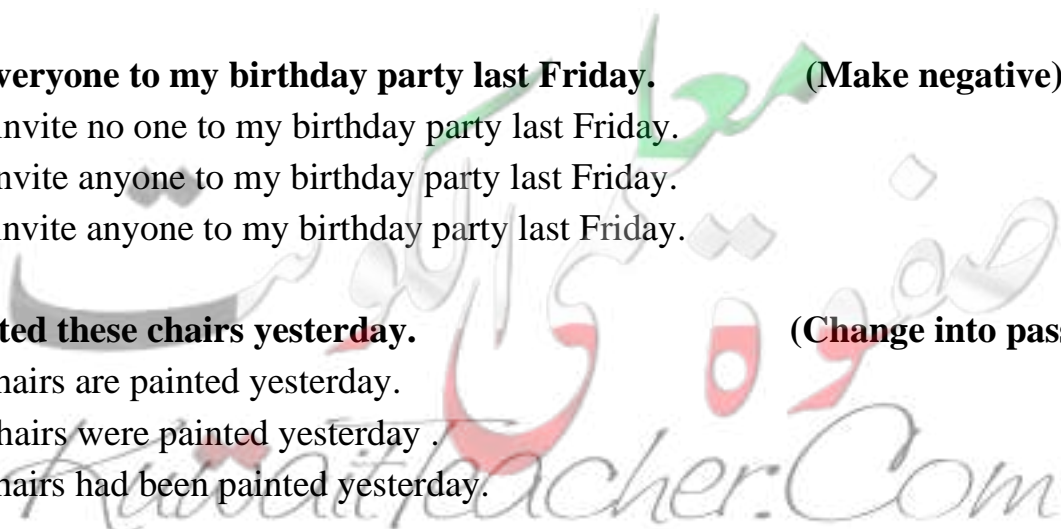 veryone to my birthday party last Friday. (Make negative)
invite no one to my birthday party last Friday.
nvite anyone to my birthday party last Friday.
invite anyone to my birthday party last Friday.
ted these chairs yesterday. (Change into pass
hairs are painted yesterday.
hairs were painted yesterday .
hairs had been painted yesterday.
KuwaitTeacher.Com